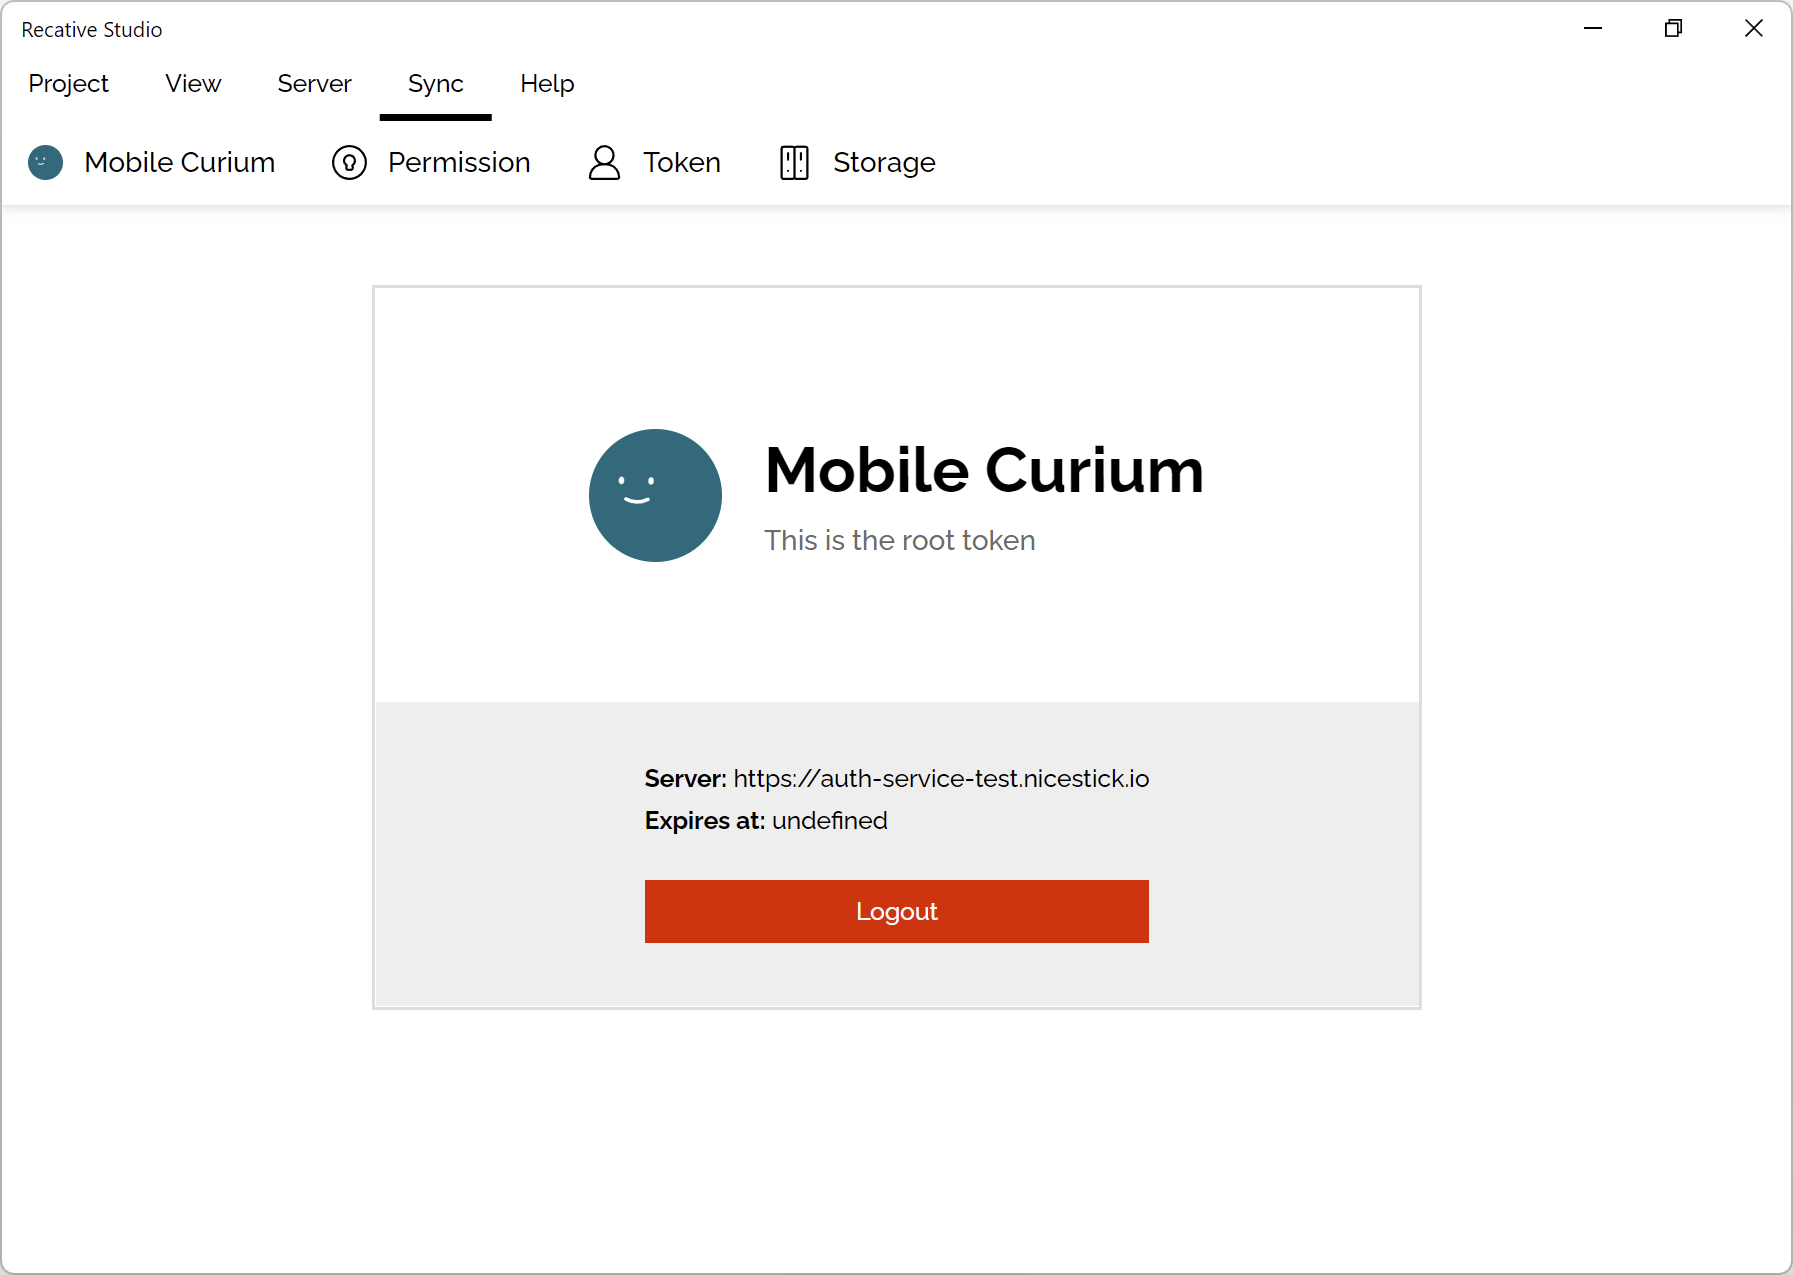 Recative Studio
Project View Server Sync Help
Mobile Curium Permission Token Storage
Mobile Curium
This is the root token
Server: https://auth-service-test.nicestick.io
Expires at: undefined
Logout